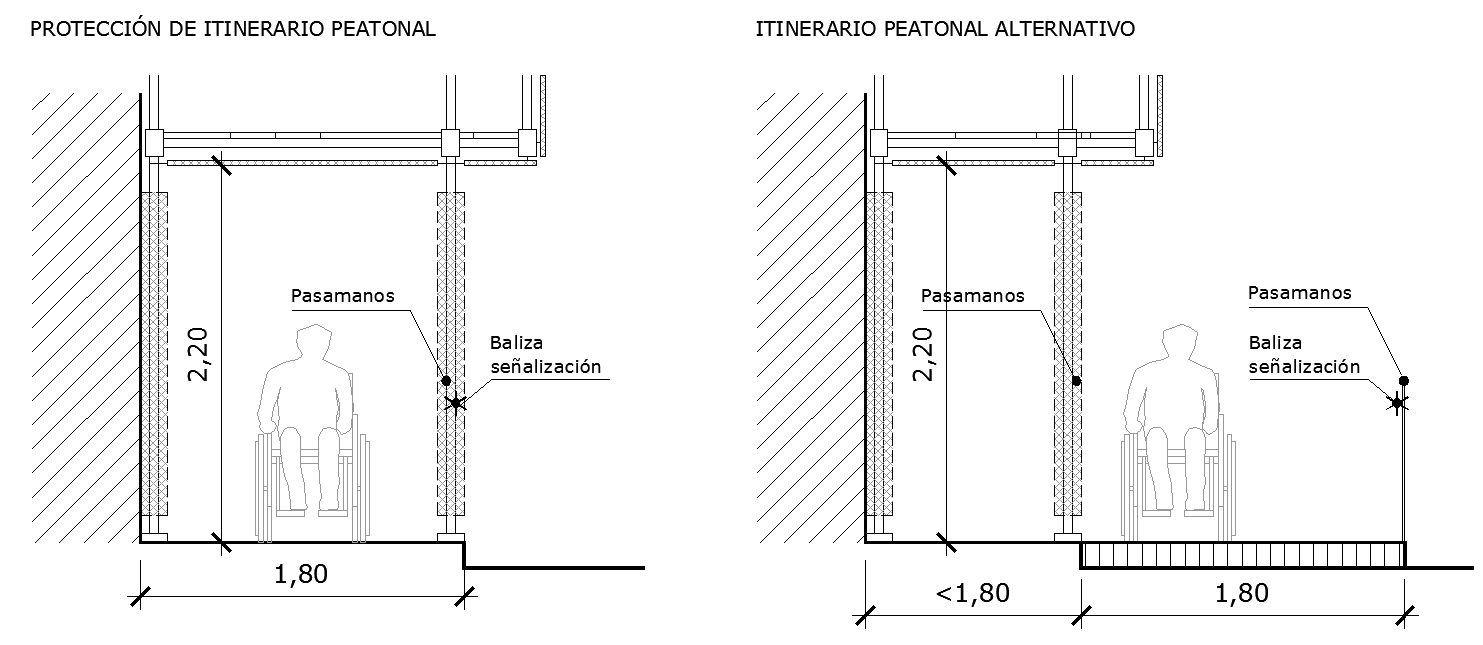 PROTECCIÓN DE ITINERARIO PEATONAL
Pasamanos
Baliza
señalización
2,20
1,80
ITINERARIO PEATONAL ALTERNATIVO
Pasamanos
Pasamanos
Baliza
señalización
2,20
<1,80
1,80